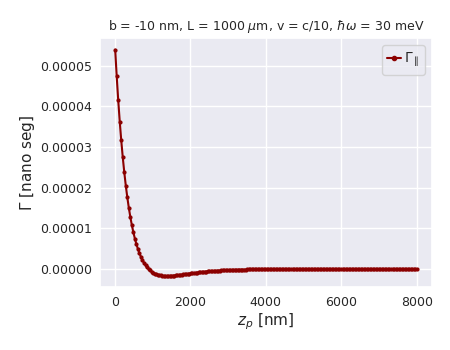 b = -10 nm, L = 1000 μm, v = c/10, ℏω = 30 meV
Γ∥
0.00005
0.00004
0.00003
0.00002
0.00001
0.00000
Γ [nano seg]
0 2000 4000 6000 8000
z_p [nm]